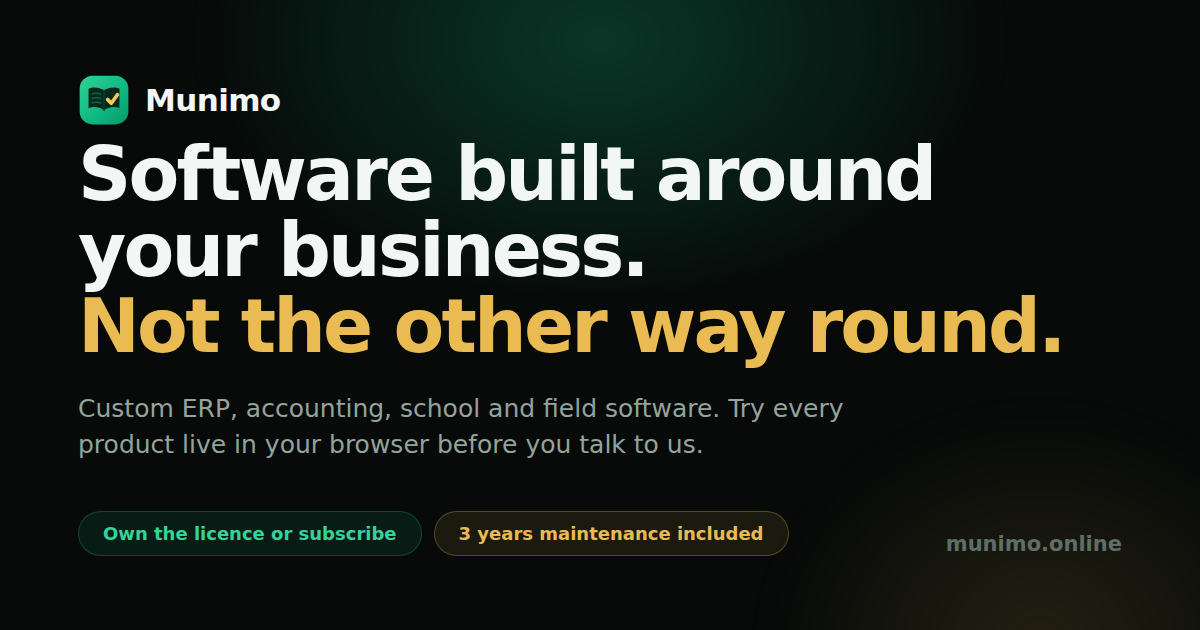 Munimo
Software built around
your business.
Not the other way round.
Custom ERP, accounting, school and field software. Try every
product live in your browser before you talk to us.
Own the licence or subscribe
3 years maintenance included
munimo.online